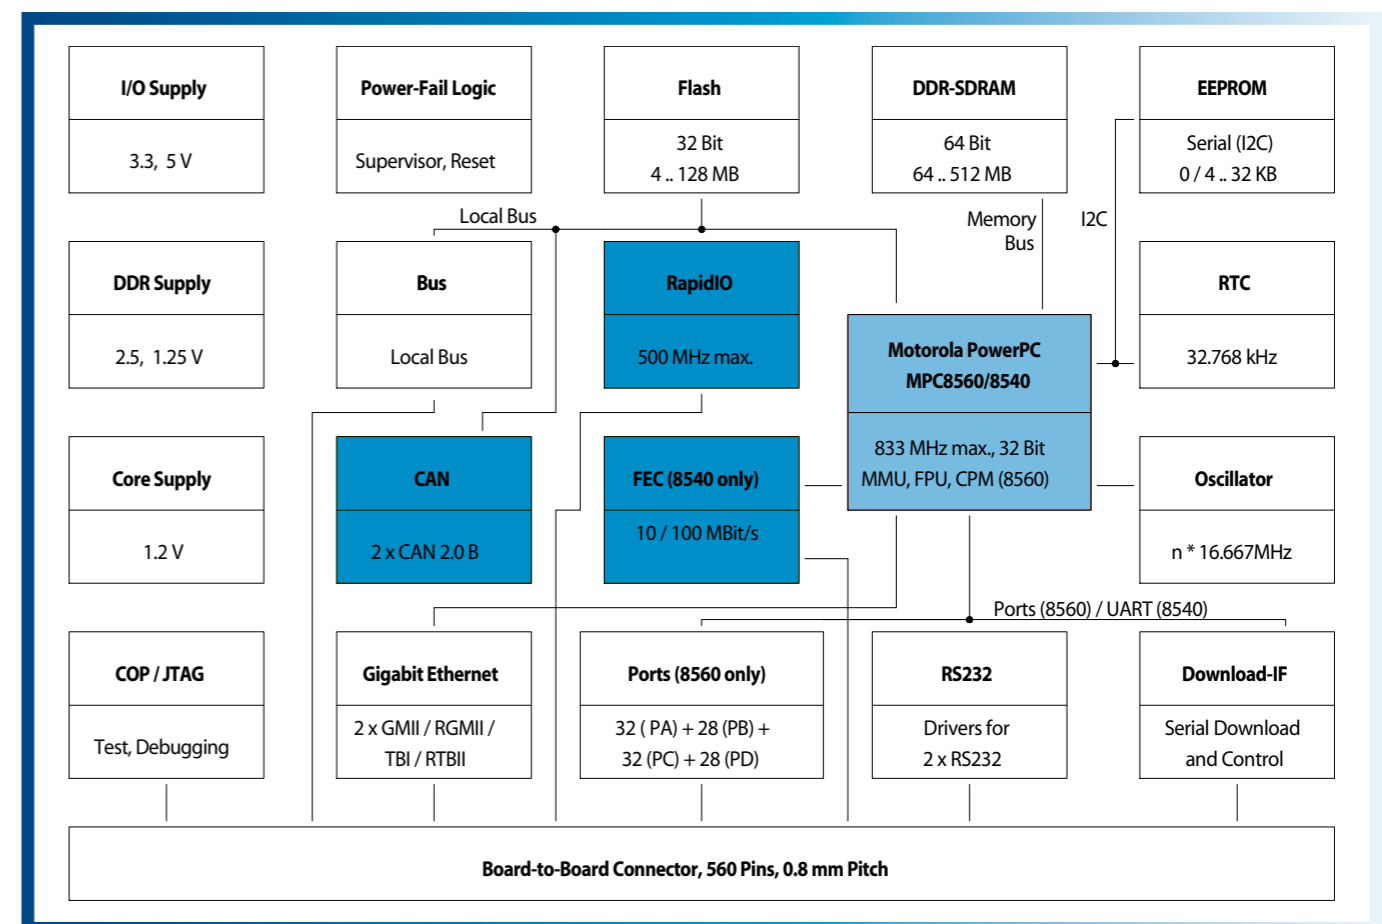 I/O Supply
3.3, 5 V
Power-Fail Logic
Supervisor, Reset
Flash
32 Bit
4 .. 128 MB
DDR-SDRAM
64 Bit
64 .. 512 MB
EEPROM
Serial (I2C)
0 / 4 .. 32 KB
Local Bus
Memory
Bus
I2C
DDR Supply
2.5, 1.25 V
Bus
Local Bus
RapidIO
500 MHz max.
Motorola PowerPC
MPC8560/8540
833 MHz max., 32 Bit
MMU, FPU, CPM (8560)
RTC
32.768 kHz
Core Supply
1.2 V
CAN
2 x CAN 2.0 B
FEC (8540 only)
10 / 100 MBit/s
Oscillator
n * 16.667MHz
Ports (8560) / UART (8540)
COP / JTAG
Test, Debugging
Gigabit Ethernet
2 x GMII / RGMII /
TBI / RTBII
Ports (8560 only)
32 ( PA) + 28 (PB) +
32 (PC) + 28 (PD)
RS232
Drivers for
2 x RS232
Download-IF
Serial Download
and Control
Board-to-Board Connector, 560 Pins, 0.8 mm Pitch